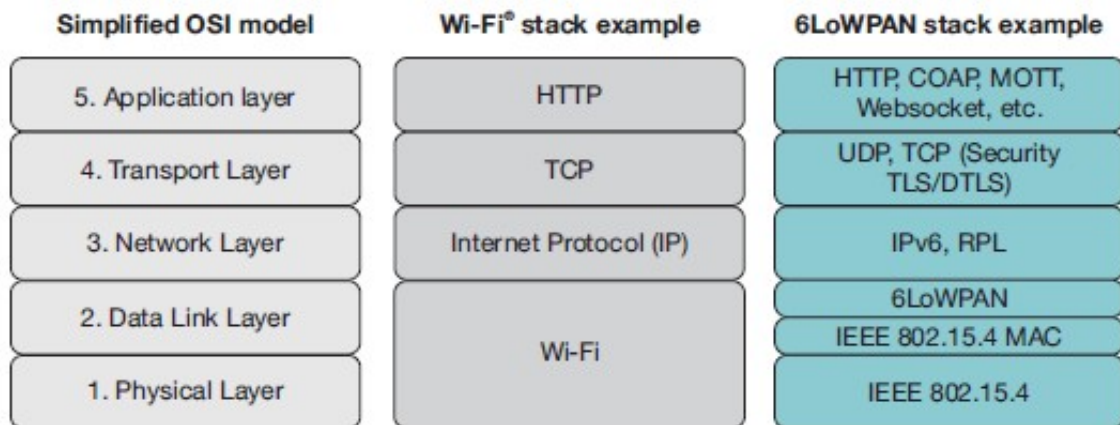 Simplified OSI model
Wi-Fi® stack example
6LoWPAN stack example
5. Application layer
HTTP
HTTP, COAP, MOTT,
Websocket, etc.
4. Transport Layer
TCP
UDP, TCP (Security
TLS/DTLS)
3. Network Layer
Internet Protocol (IP)
IPv6, RPL
2. Data Link Layer
Wi-Fi
6LoWPAN
IEEE 802.15.4 MAC
1. Physical Layer
IEEE 802.15.4